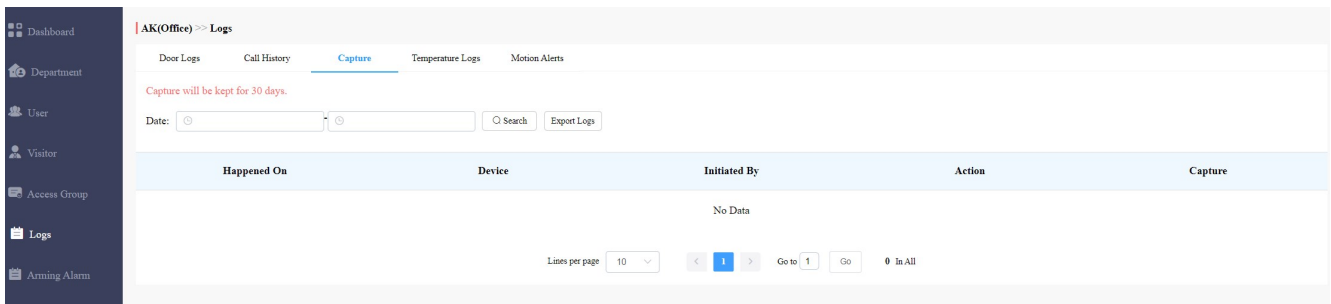 Dashboard
Department
User
Visitor
Access Group
Logs
Arming Alarm
AK(Office) >> Logs
Door Logs Call History Capture Temperature Logs Motion Alerts
Capture will be kept for 30 days.
Date: - Search Export Logs
Happened On Device Initiated By Action Capture
No Data
Lines per page 10 < 1 > Go to 1 Go 0 In All